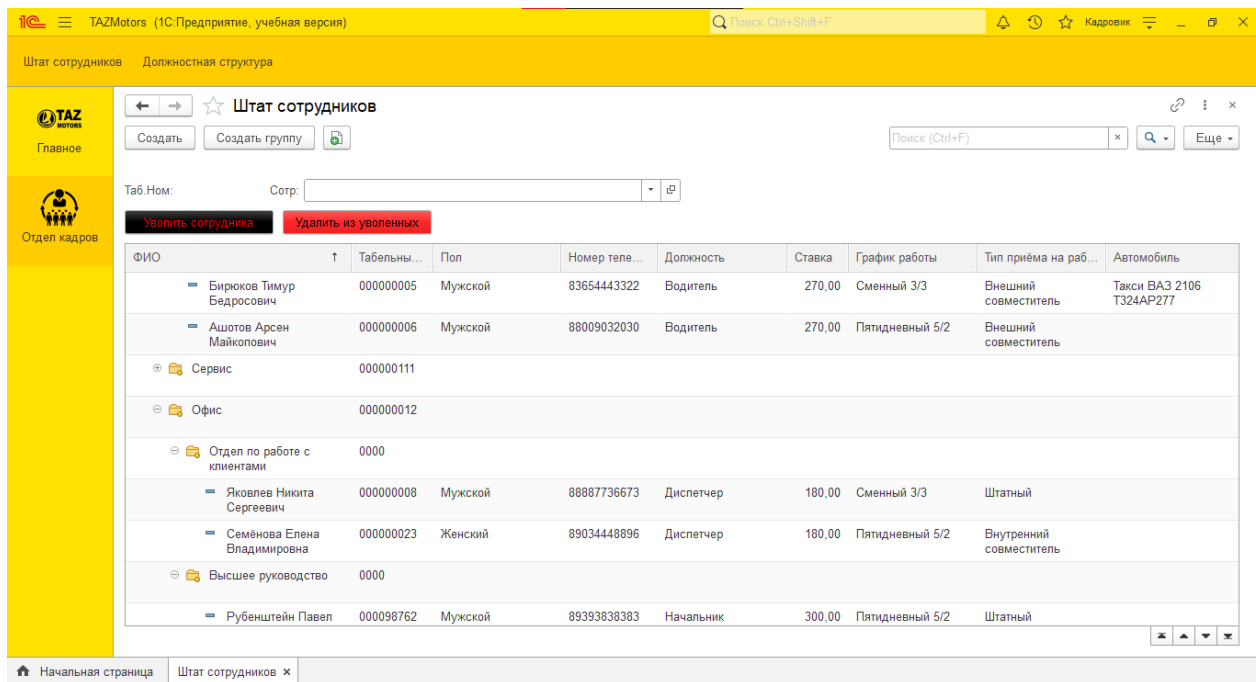 1С TAZMotors (1С:Предприятие, учебная версия) Поиск Ctrl+Shift+F Кадровик
Штат сотрудников Должностная структура
TAZ MOTORS
Главное
Отдел кадров
Штат сотрудников
Создать Создать группу Поиск (Ctrl+F) × Еще
Таб.Ном: Сотр:
Уволить сотрудника Удалить из уволенных
ФИО ↑ Табельны... Пол Номер теле... Должность Ставка График работы Тип приёма на раб... Автомобиль
Бирюков Тимур 000000005 Мужской 83654443322 Водитель 270,00 Сменный 3/3 Внешний Такси ВАЗ 2106
Бедросович совместитель Т324АР277
Ашотов Арсен 000000006 Мужской 88009032030 Водитель 270,00 Пятидневный 5/2 Внешний
Майкопович совместитель
Сервис 000000111
Офис 000000012
Отдел по работе с 0000
клиентами
Яковлев Никита 000000008 Мужской 88887736673 Диспетчер 180,00 Сменный 3/3 Штатный
Сергеевич
Семёнова Елена 000000023 Женский 89034448896 Диспетчер 180,00 Пятидневный 5/2 Внутренний
Владимировна совместитель
Высшее руководство 0000
Рубенштейн Павел 000098762 Мужской 89393838383 Начальник 300,00 Пятидневный 5/2 Штатный
Начальная страница Штат сотрудников ×